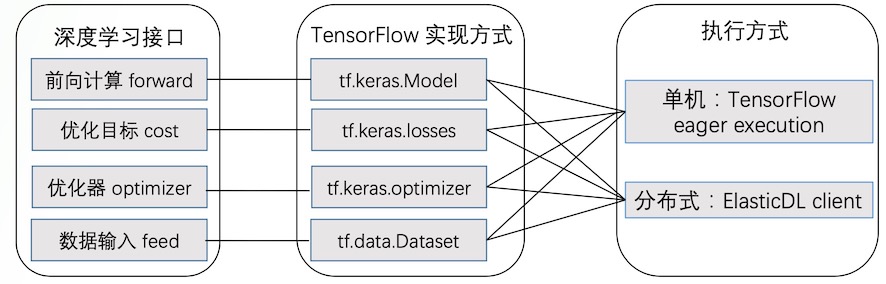 深度学习接口
前向计算 forward
优化目标 cost
优化器 optimizer
数据输入 feed
TensorFlow 实现方式
tf.keras.Model
tf.keras.losses
tf.keras.optimizer
tf.data.Dataset
执行方式
单机：TensorFlow
eager execution
分布式：ElasticDL client